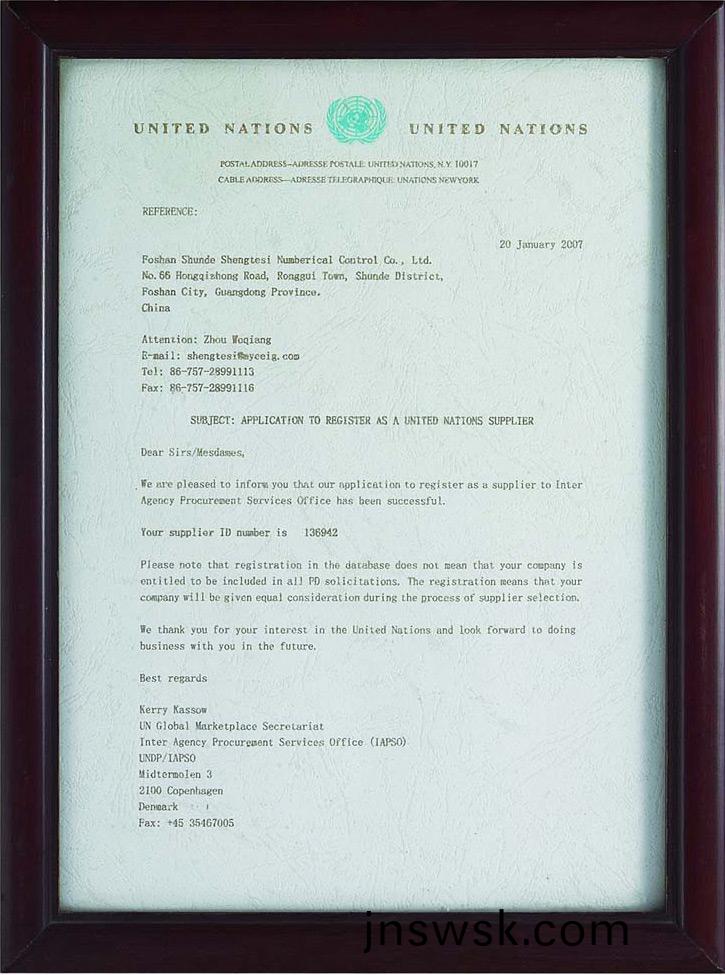 UNITED NATIONS UNITED NATIONS
POSTAL ADDRESS—ADRESSE POSTALE: UNITED NATIONS, N.Y. 10017
CABLE ADDRESS—ADRESSE TELEGRAPHIQUE: UNATIONS NEWYORK
REFERENCE:
20 January 2007
Foshan Shunde Shengtesi Numberical Control Co., Ltd.
No.66 Hongqizhong Road, Ronggui Town, Shunde District,
Foshan City, Guangdong Province.
China
Attention: Zhou Woqiang
E-mail: shengtesi@myceig.com
Tel: 86-757-28991113
Fax: 86-757-28991116
SUBJECT: APPLICATION TO REGISTER AS A UNITED NATIONS SUPPLIER
Dear Sirs/Mesdames,
We are pleased to inform you that our application to register as a supplier to Inter
Agency Procurement Services Office has been successful.
Your supplier ID number is 136942
Please note that registration in the database does not mean that your company is
entitled to be included in all PD solicitations. The registration means that your
company will be given equal consideration during the process of supplier selection.
We thank you for your interest in the United Nations and look forward to doing
business with you in the future.
Best regards
Kerry Kassow
UN Global Marketplace Secretariat
Inter Agency Procurement Services Office (IAPSO)
UNDP/IAPSO
Midtermolen 3
2100 Copenhagen
Denmark
Fax: +45 35467005
jnswsk.com